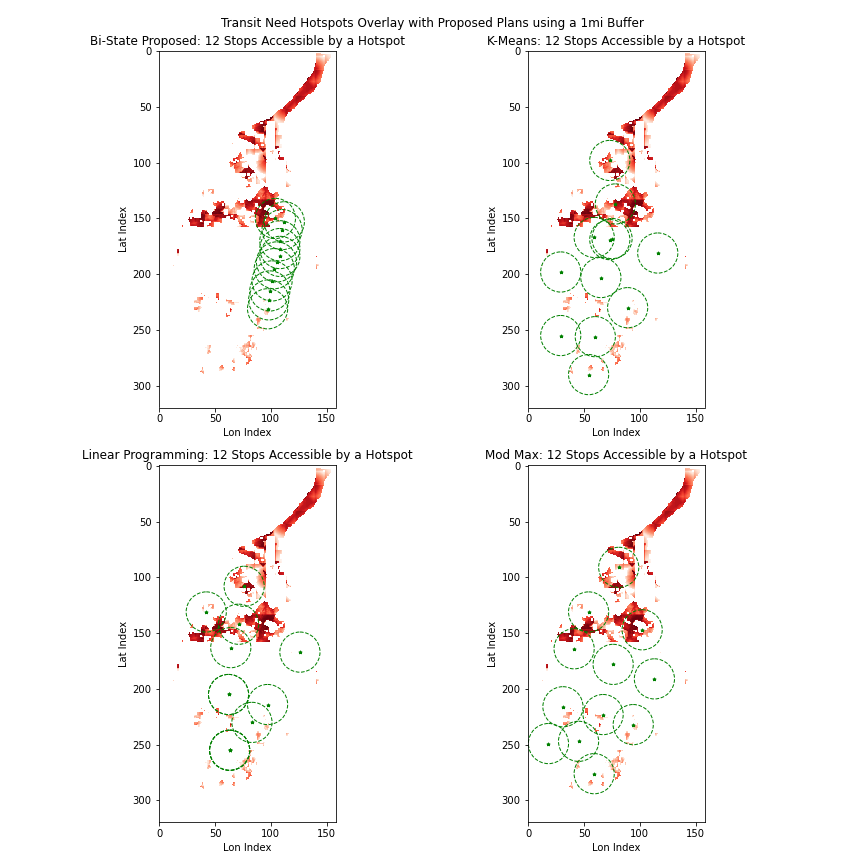 Transit Need Hotspots Overlay with Proposed Plans using a 1mi Buffer
Bi-State Proposed: 12 Stops Accessible by a Hotspot
0
50
100
150
200
250
300
Lat Index
0 50 100 150
Lon Index
K-Means: 12 Stops Accessible by a Hotspot
0
50
100
150
200
250
300
Lat Index
0 50 100 150
Lon Index
Linear Programming: 12 Stops Accessible by a Hotspot
0
50
100
150
200
250
300
Lat Index
0 50 100 150
Lon Index
Mod Max: 12 Stops Accessible by a Hotspot
0
50
100
150
200
250
300
Lat Index
0 50 100 150
Lon Index